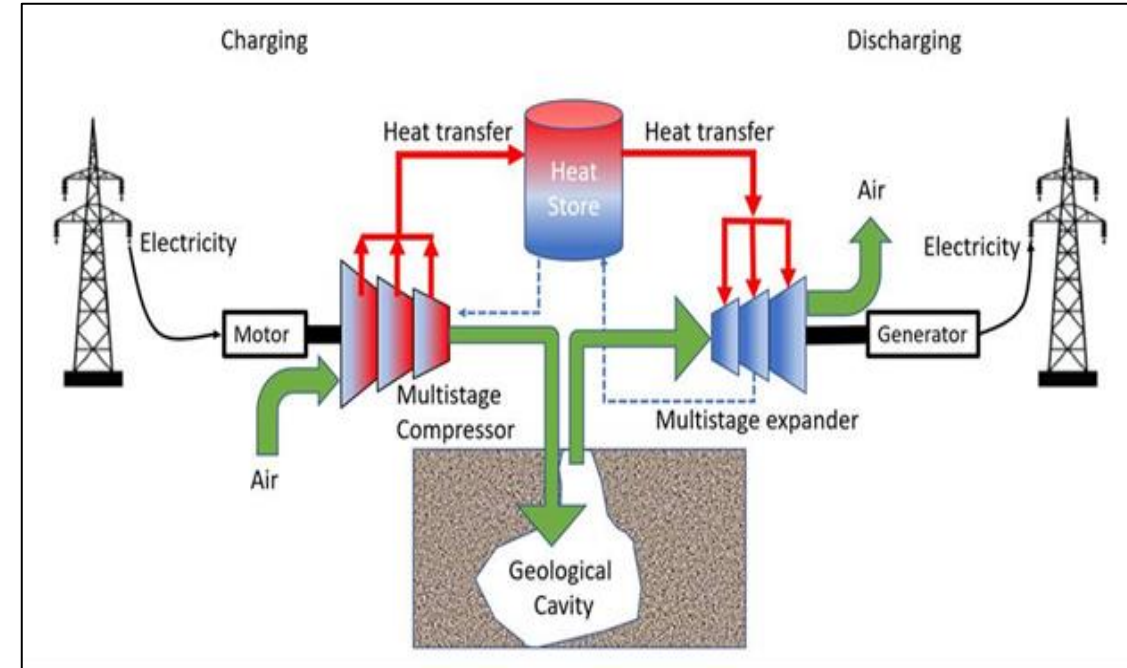 Charging
Discharging
Heat transfer
Heat transfer
Heat
Store
Air
Electricity
Electricity
Motor
Generator
Multistage
Compressor
Multistage expander
Air
Geological
Cavity